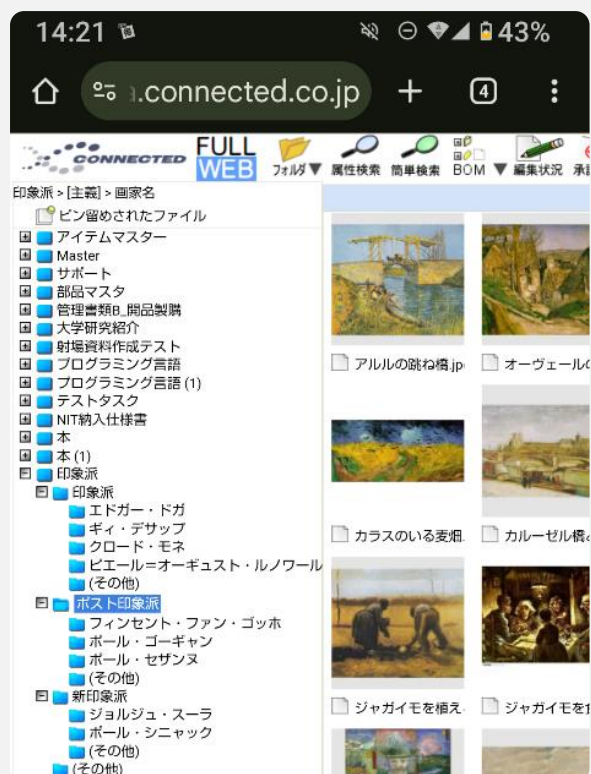 14:21
43%
.connected.co.jp
4
CONNECTED
FULL
WEB
フォルダ▼
属性検索
簡単検索
BOM ▼
編集状況
印象派 > [主義] > 画家名
ピン留めされたファイル
アイテムマスター
Master
サポート
部品マスタ
管理書類B_開品製購
大学研究紹介
射場資料作成テスト
プログラミング言語
プログラミング言語 (1)
テストタスク
NIT納入仕様書
本
本 (1)
印象派
印象派
エドガー・ドガ
ギィ・デサップ
クロード・モネ
ピエール=オーギュスト・ルノワール
(その他)
ポスト印象派
フィンセント・ファン・ゴッホ
ポール・ゴーギャン
ポール・セザンヌ
(その他)
新印象派
ジョルジュ・スーラ
ポール・シニャック
(その他)
(その他)
アルルの跳ね橋.jp
オーヴェール
カラスのいる麦畑
カルーゼル橋
ジャガイモを植え
ジャガイモを